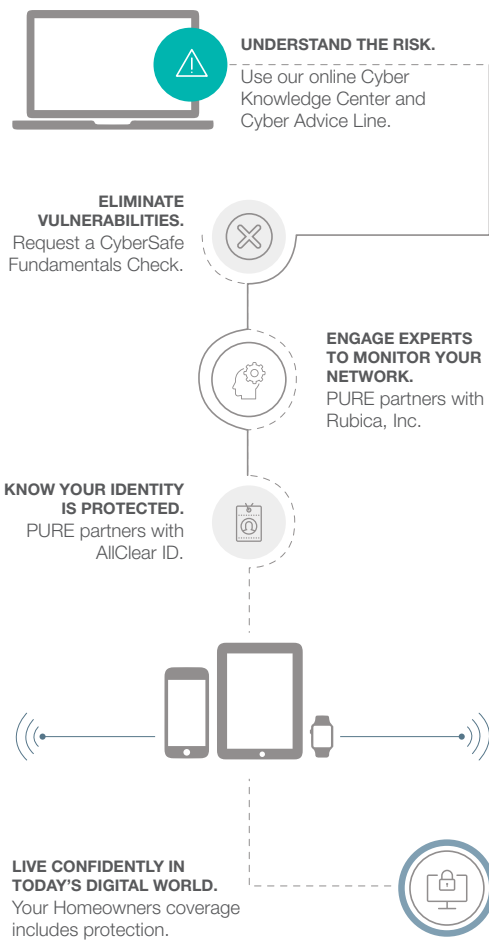 UNDERSTAND THE RISK.
Use our online Cyber
Knowledge Center and
Cyber Advice Line.
ELIMINATE
VULNERABILITIES.
Request a CyberSafe
Fundamentals Check.
ENGAGE EXPERTS
TO MONITOR YOUR
NETWORK.
PURE partners with
Rubica, Inc.
KNOW YOUR IDENTITY
IS PROTECTED.
PURE partners with
AllClear ID.
LIVE CONFIDENTLY IN
TODAY'S DIGITAL WORLD.
Your Homeowners coverage
includes protection.